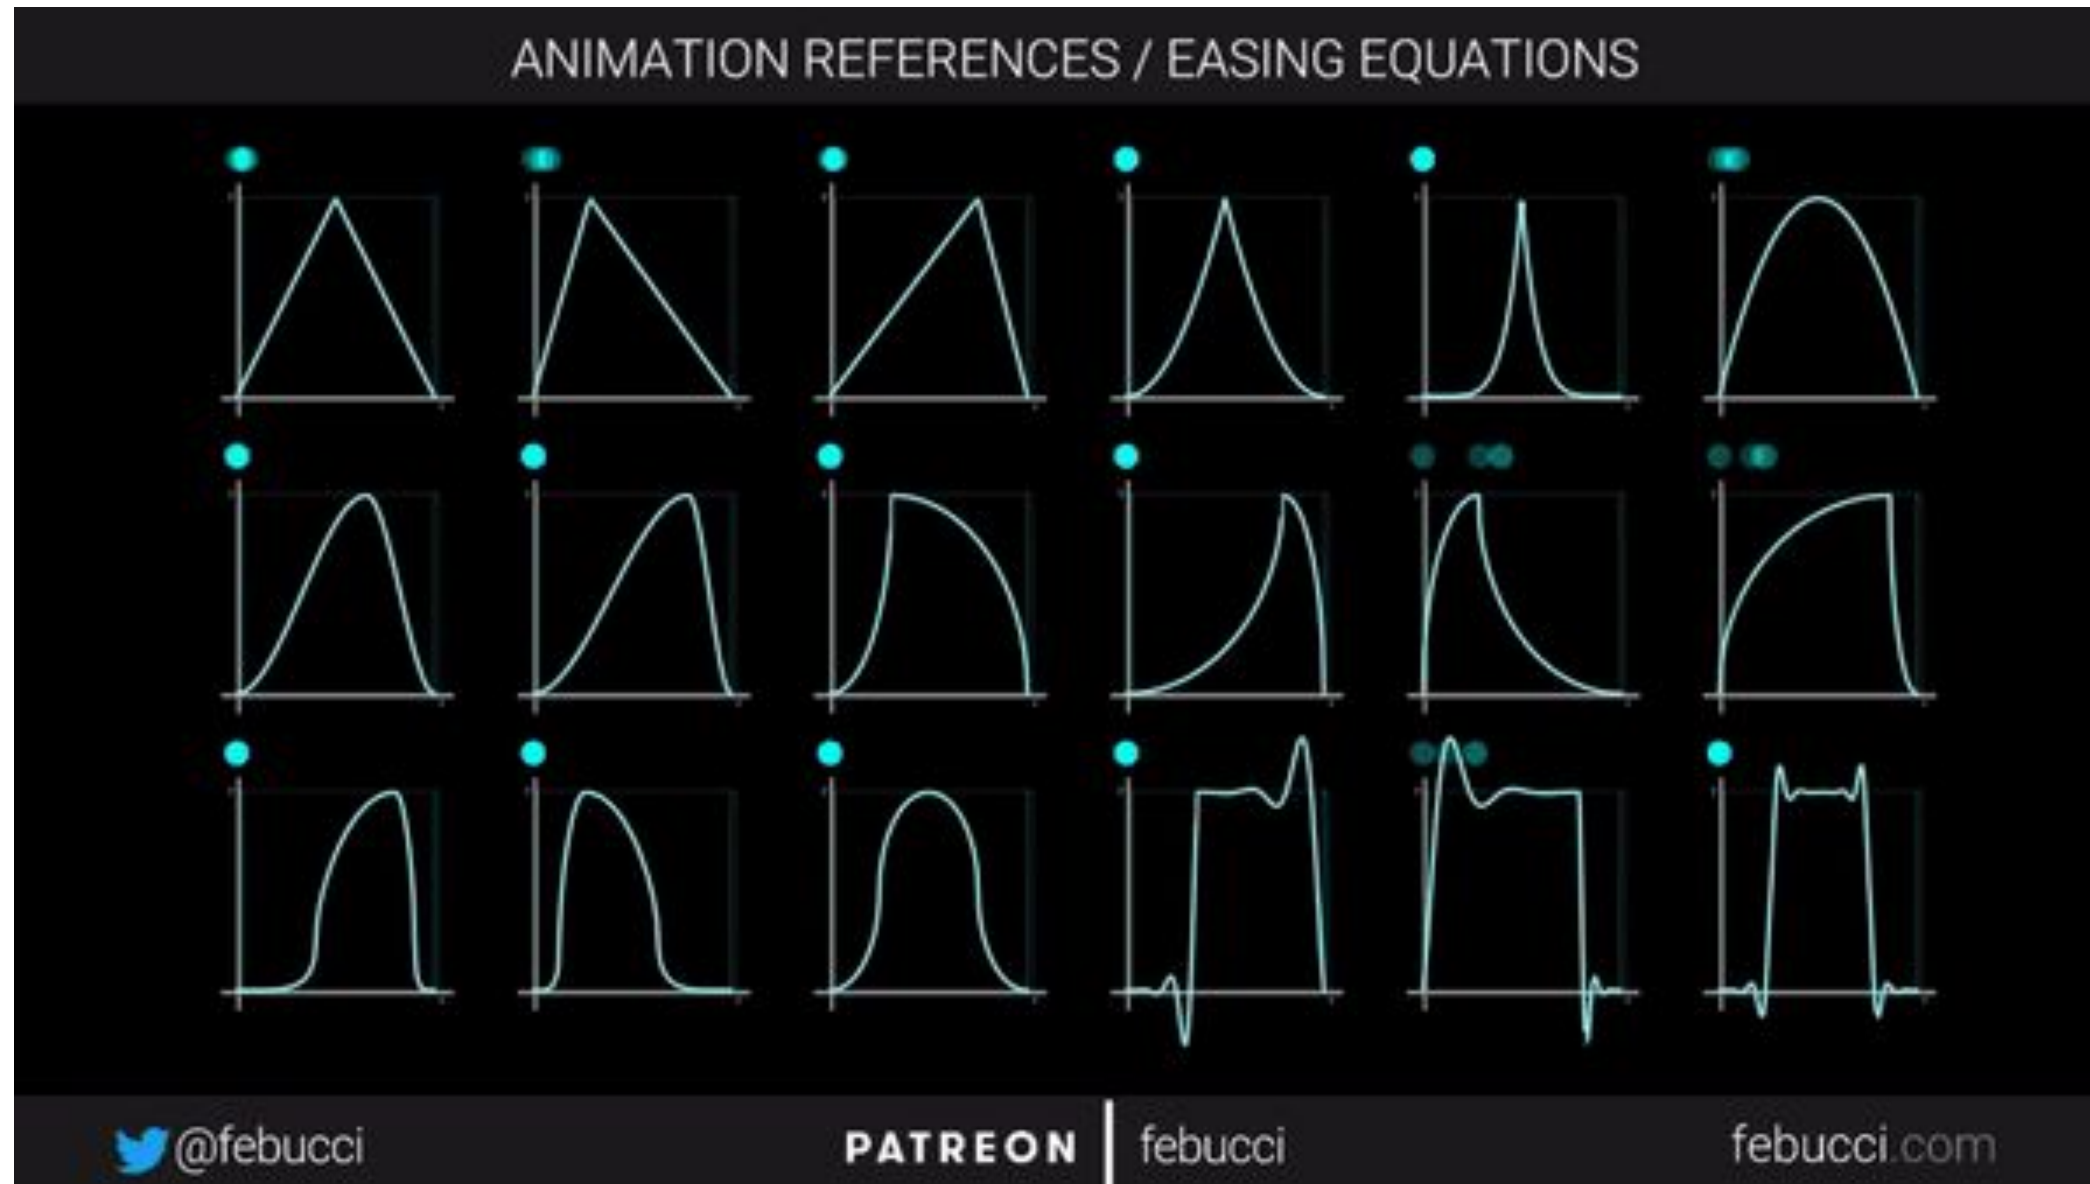 ANIMATION REFERENCES / EASING EQUATIONS
@febucci
PATREON febucci
febucci.com